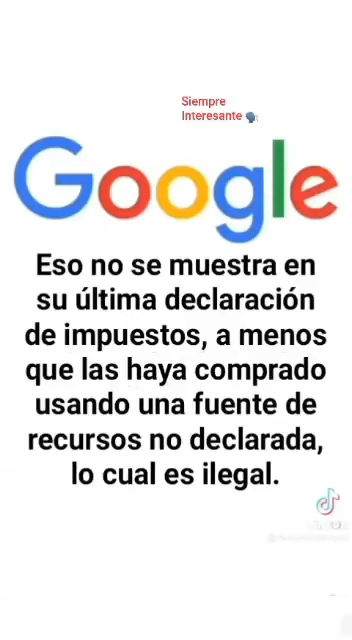 Siempre
Interesante
Google
Eso no se muestra en
su última declaración
de impuestos, a menos
que las haya comprado
usando una fuente de
recursos no declarada,
lo cual es ilegal.